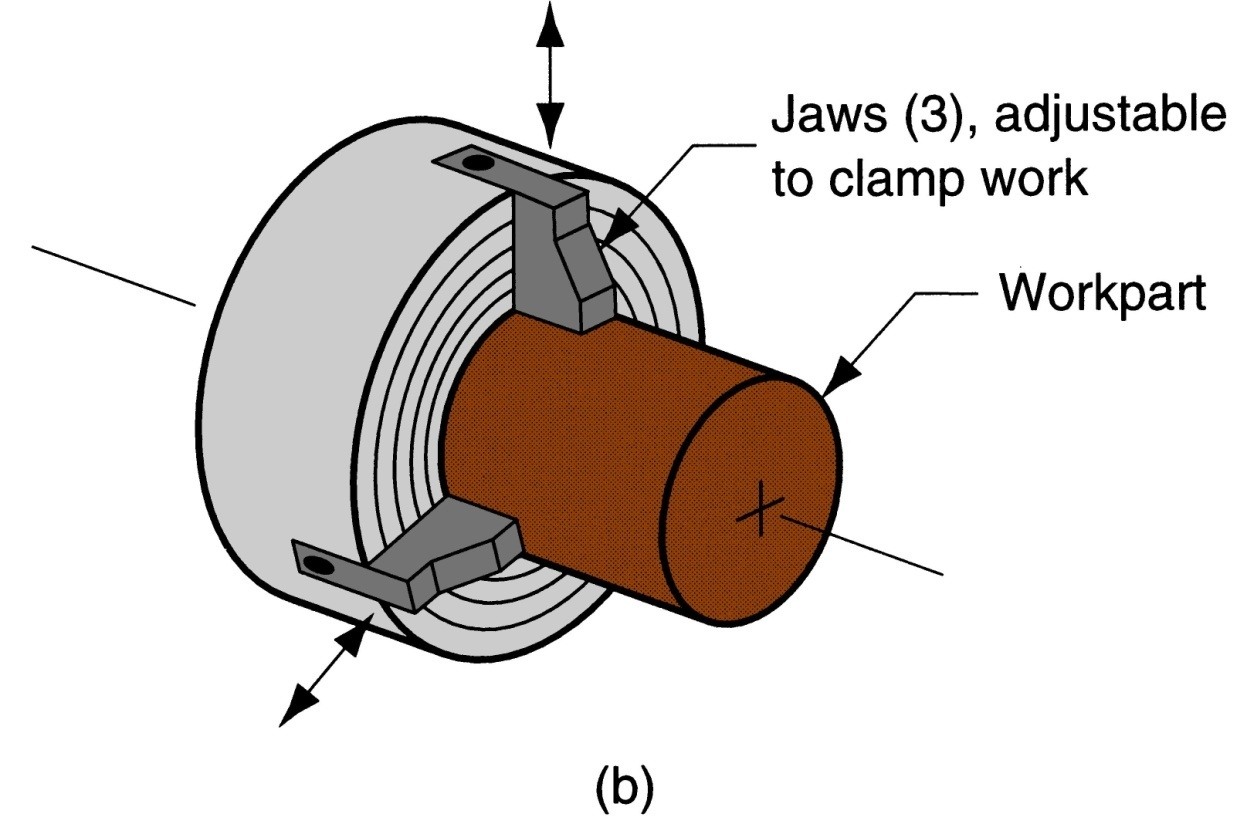 Jaws (3), adjustable
to clamp work
Workpart
(b)